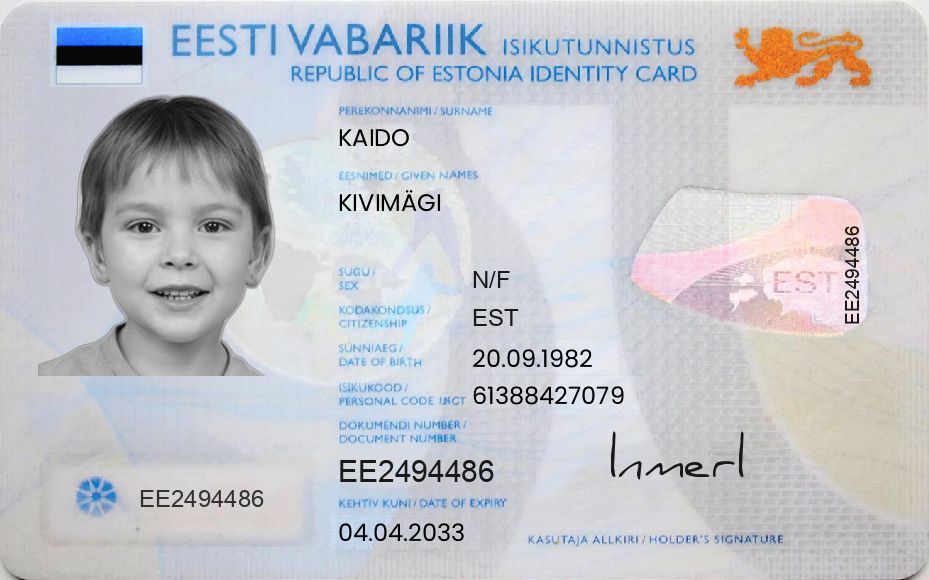 EESTI VABARIIK ISIKUTUNNISTUS
REPUBLIC OF ESTONIA IDENTITY CARD
PEREKONNANIMI / SURNAME
KAIDO
EESNIMED / GIVEN NAMES
KIVIMÄGI
SUGU /
SEX
N/F
KODAKONDSUS /
CITIZENSHIP
EST
SÜNNIAEG /
DATE OF BIRTH
20.09.1982
ISIKUKOOD /
PERSONAL CODE
61388427079
DOKUMENDI NUMBER /
DOCUMENT NUMBER
EE2494486
KEHTIV KUNI / DATE OF EXPIRY
04.04.2033
EE2494486
EST
EE2494486
KASUTAJA ALLKIRI / HOLDER'S SIGNATURE